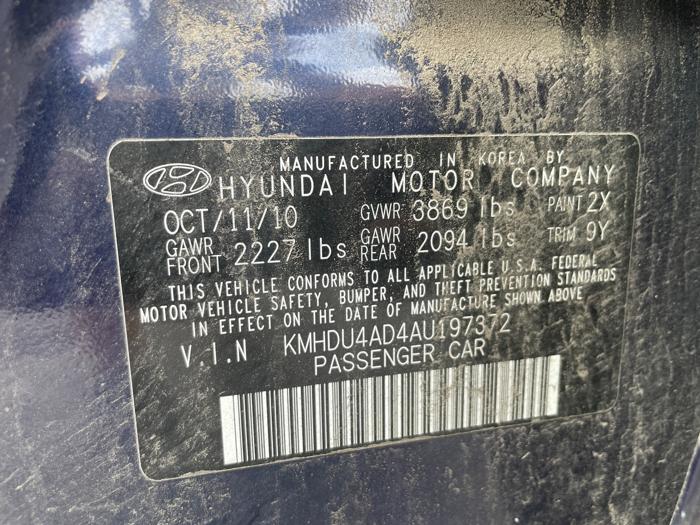 MANUFACTURED IN KOREA BY
HYUNDAI MOTOR COMPANY
OCT/11/10 GVWR 3869 lbs PAINT 2X
GAWR FRONT 2227 lbs GAWR REAR 2094 lbs TRIM 9Y
THIS VEHICLE CONFORMS TO ALL APPLICABLE U.S.A. FEDERAL
MOTOR VEHICLE SAFETY, BUMPER, AND THEFT PREVENTION STANDARDS
IN EFFECT ON THE DATE OF MANUFACTURE SHOWN ABOVE
V.I.N KMHDU4AD4AU197372
PASSENGER CAR